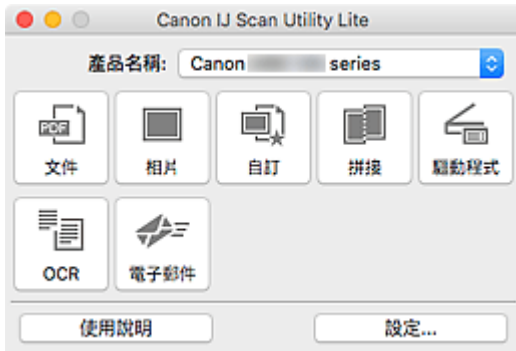 Canon IJ Scan Utility Lite
產品名稱: Canon series
PDF
文件 相片 自訂 拼接 驅動程式
OCR 電子郵件
使用說明 設定...